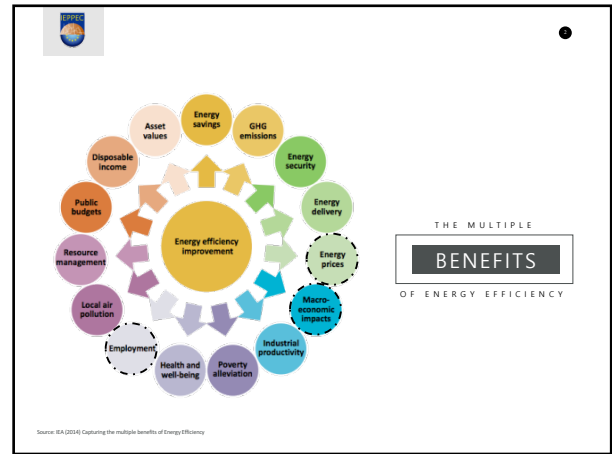 IEPPEC
2
Energy
savings
GHG
emissions
Energy
security
Energy
delivery
Energy
prices
Macro-
economic
impacts
Industrial
productivity
Poverty
alleviation
Health and
well-being
Employment
Local air
pollution
Resource
management
Public
budgets
Disposable
income
Asset
values
Energy efficiency
improvement
THE MULTIPLE
BENEFITS
OF ENERGY EFFICIENCY
Source: IEA (2014) Capturing the multiple benefits of Energy Efficiency